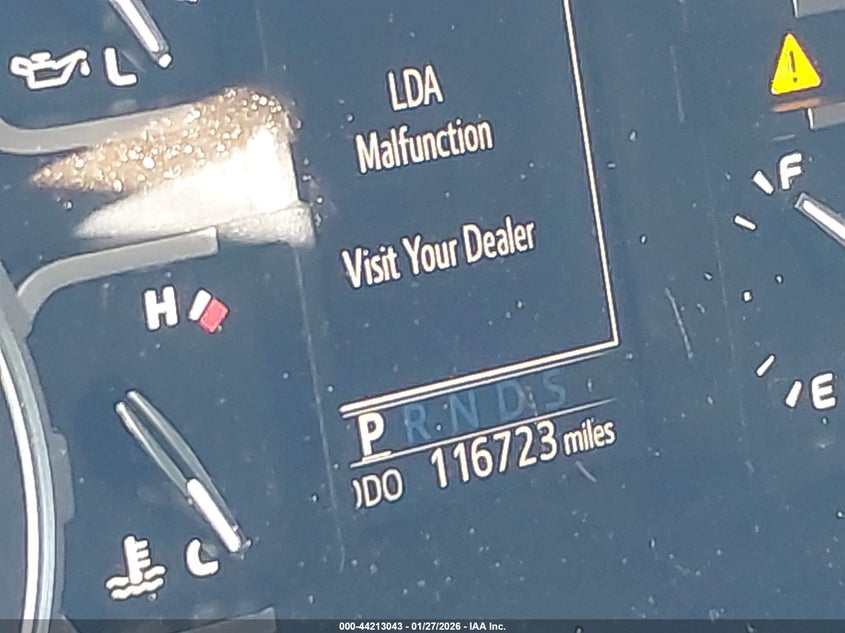 L
LDA
Malfunction
F
Visit Your Dealer
H
E
P R N D S
ODO 116723 miles
C
000-44213043 - 01/27/2026 - IAA Inc.